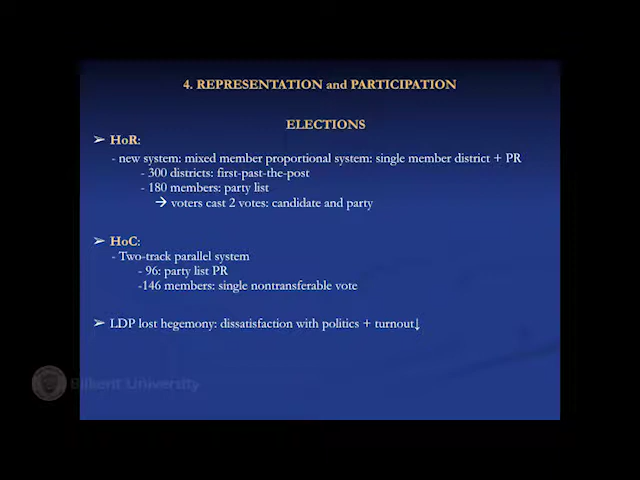 4. REPRESENTATION and PARTICIPATION
ELECTIONS
➢ HoR:
- new system: mixed member proportional system: single member district + PR
- 300 districts: first-past-the-post
- 180 members: party list
→ voters cast 2 votes: candidate and party
➢ HoC:
- Two-track parallel system
- 96: party list PR
-146 members: single nontransferable vote
➢ LDP lost hegemony: dissatisfaction with politics + turnout↓
Bilkent University